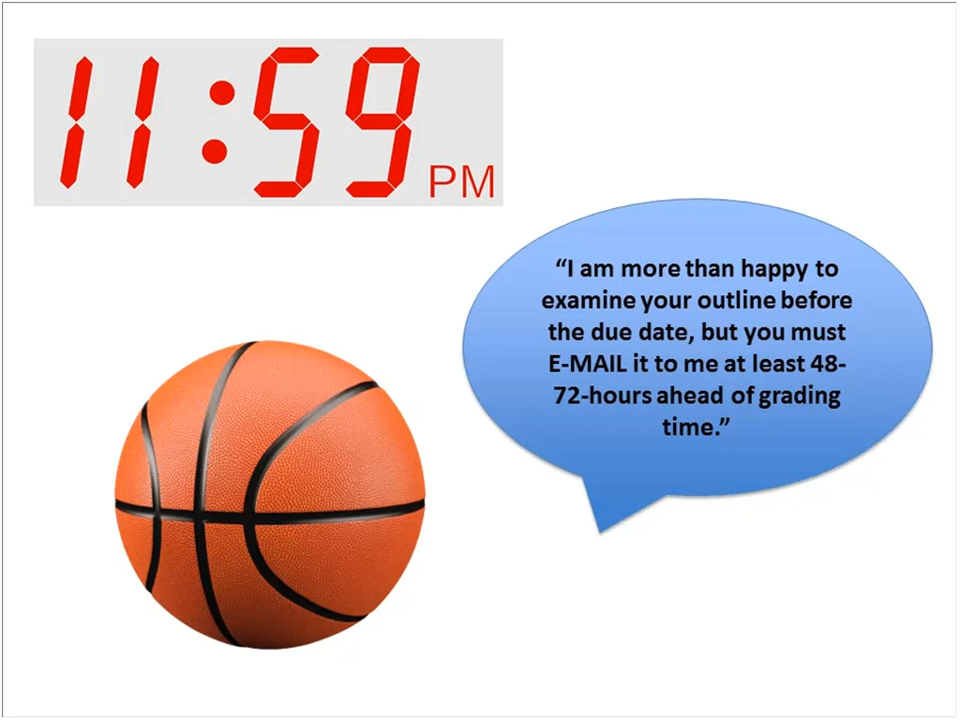 11:59 PM
“I am more than happy to
examine your outline before
the due date, but you must
E-MAIL it to me at least 48-
72-hours ahead of grading
time.”